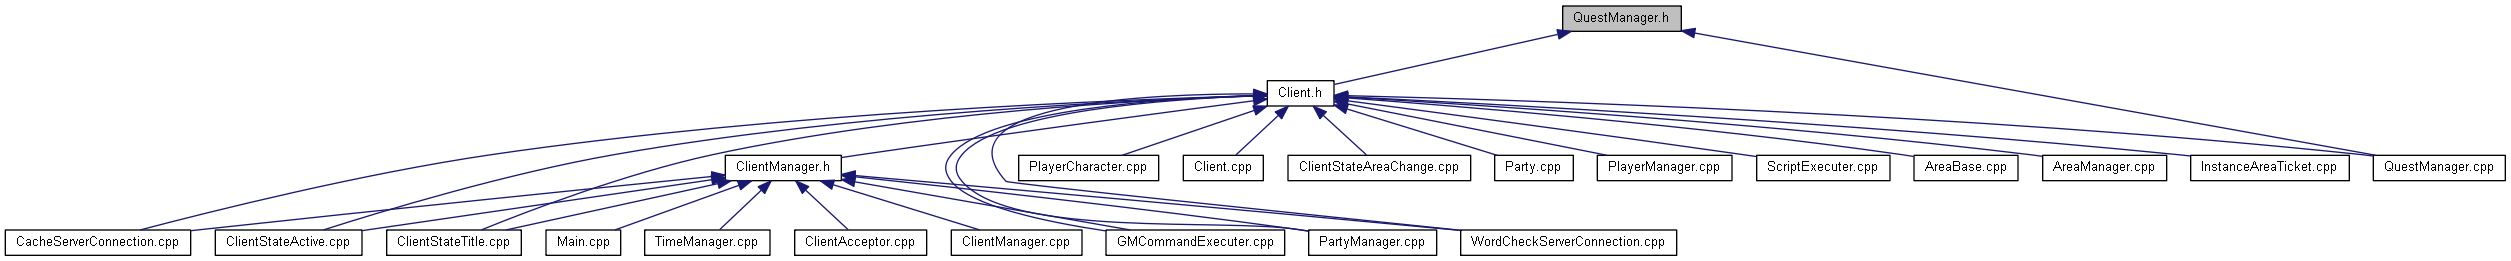 QuestManager.h
Client.h
ClientManager.h
PlayerCharacter.cpp
Client.cpp
ClientStateAreaChange.cpp
Party.cpp
PlayerManager.cpp
ScriptExecuter.cpp
AreaBase.cpp
AreaManager.cpp
InstanceAreaTicket.cpp
QuestManager.cpp
CacheServerConnection.cpp
ClientStateActive.cpp
ClientStateTitle.cpp
Main.cpp
TimeManager.cpp
ClientAcceptor.cpp
ClientManager.cpp
GMCommandExecuter.cpp
PartyManager.cpp
WordCheckServerConnection.cpp